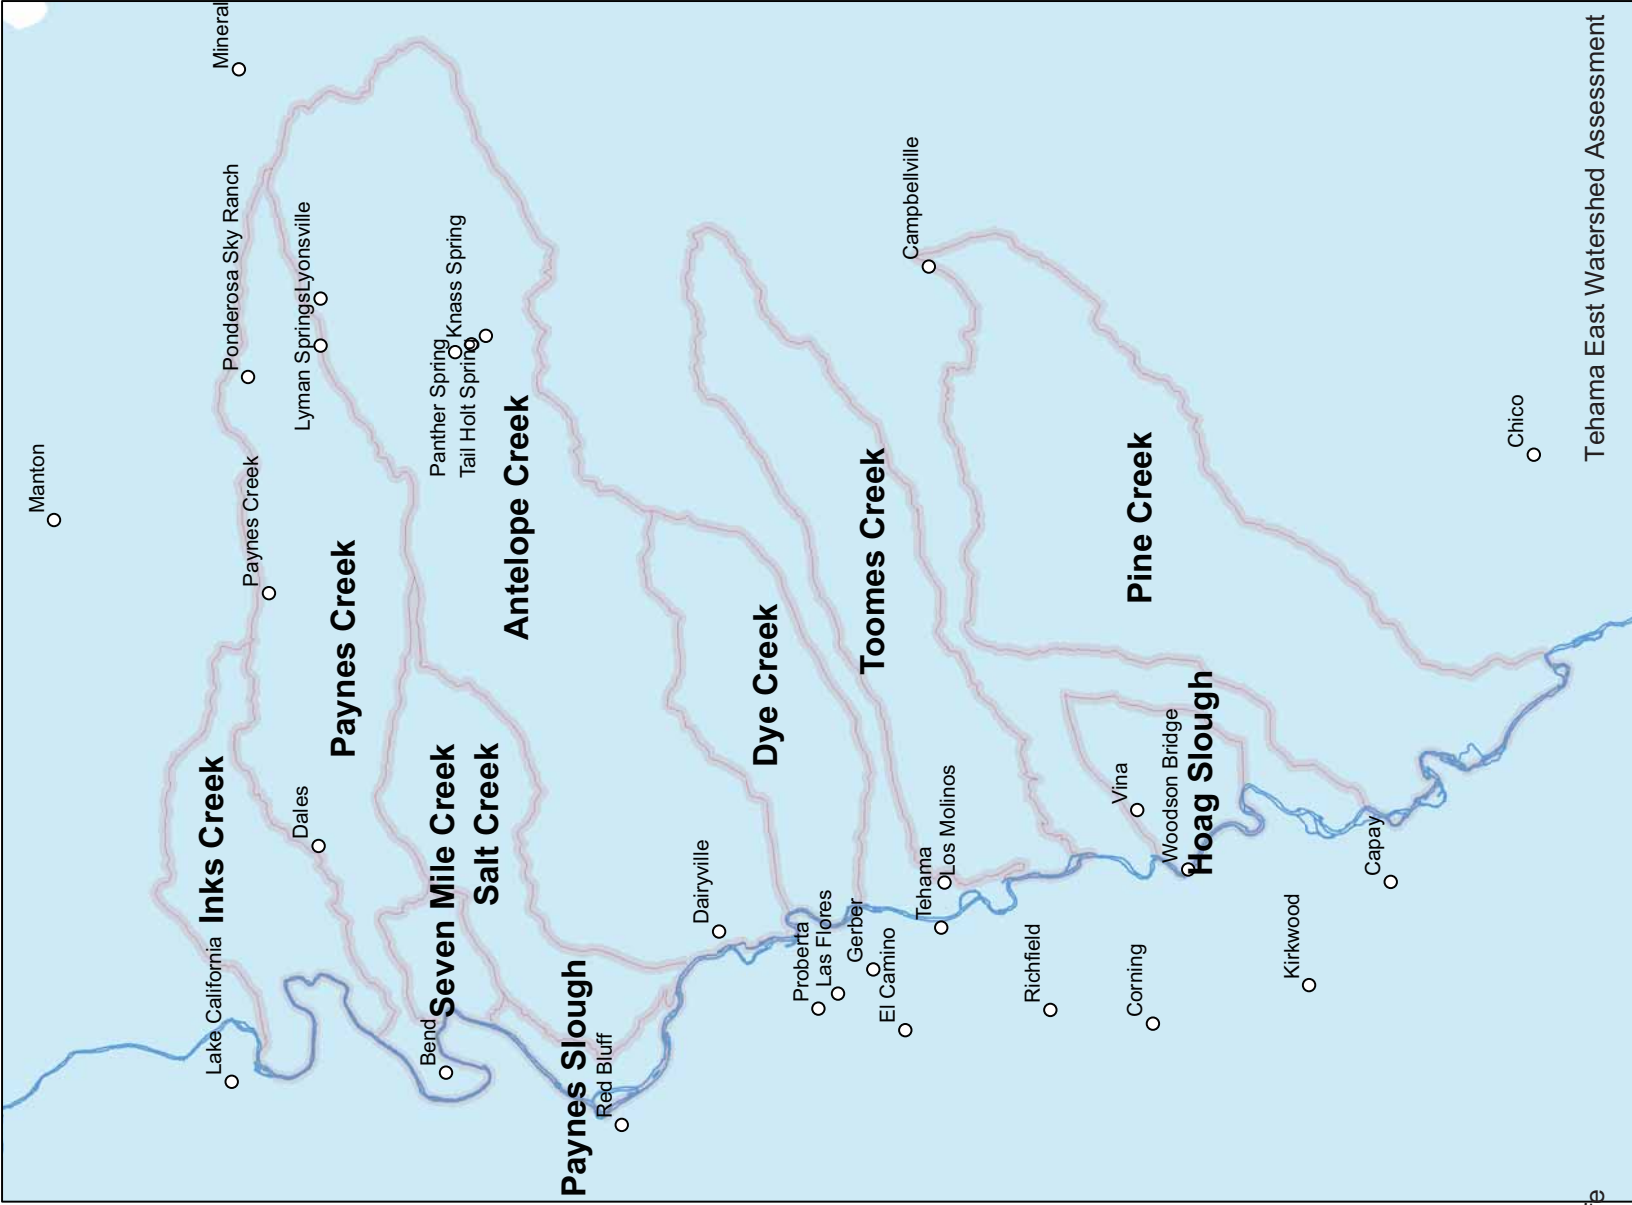 Mineral
Manton
Ponderosa Sky Ranch
Lyonsville
Lyman Springs
Paynes Creek
Knass Spring
Panther Spring
Tail Holt Spring
Campbellville
Chico
Paynes Creek
Antelope Creek
Toomes Creek
Pine Creek
Dye Creek
Inks Creek
Dales
Seven Mile Creek
Salt Creek
Hoag Slough
Woodson Bridge
Vina
Los Molinos
Tehama
Dairyville
Lake California
Bend
Paynes Slough
Red Bluff
Proberta
Las Flores
Gerber
El Camino
Richfield
Corning
Kirkwood
Capay
Tehama East Watershed Assessment